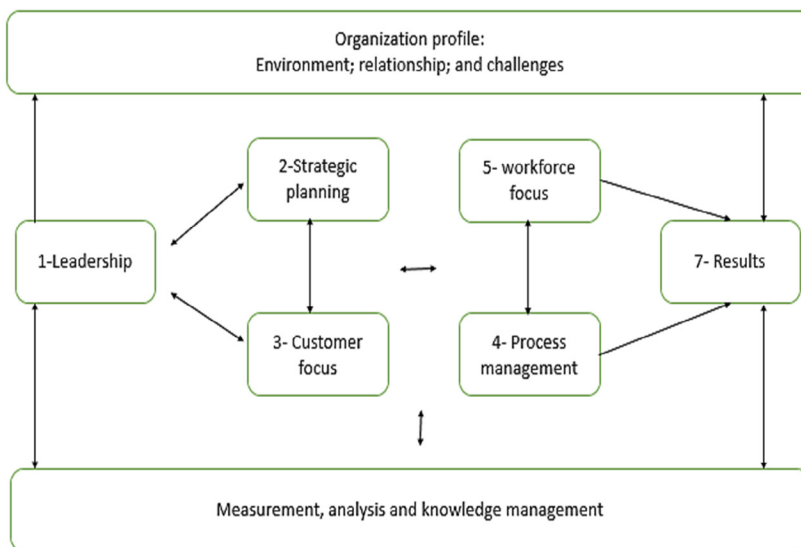 Organization profile:
Environment; relationship; and challenges
2-Strategic
planning
5- workforce
focus
1-Leadership
7- Results
3- Customer
focus
4- Process
management
Measurement, analysis and knowledge management